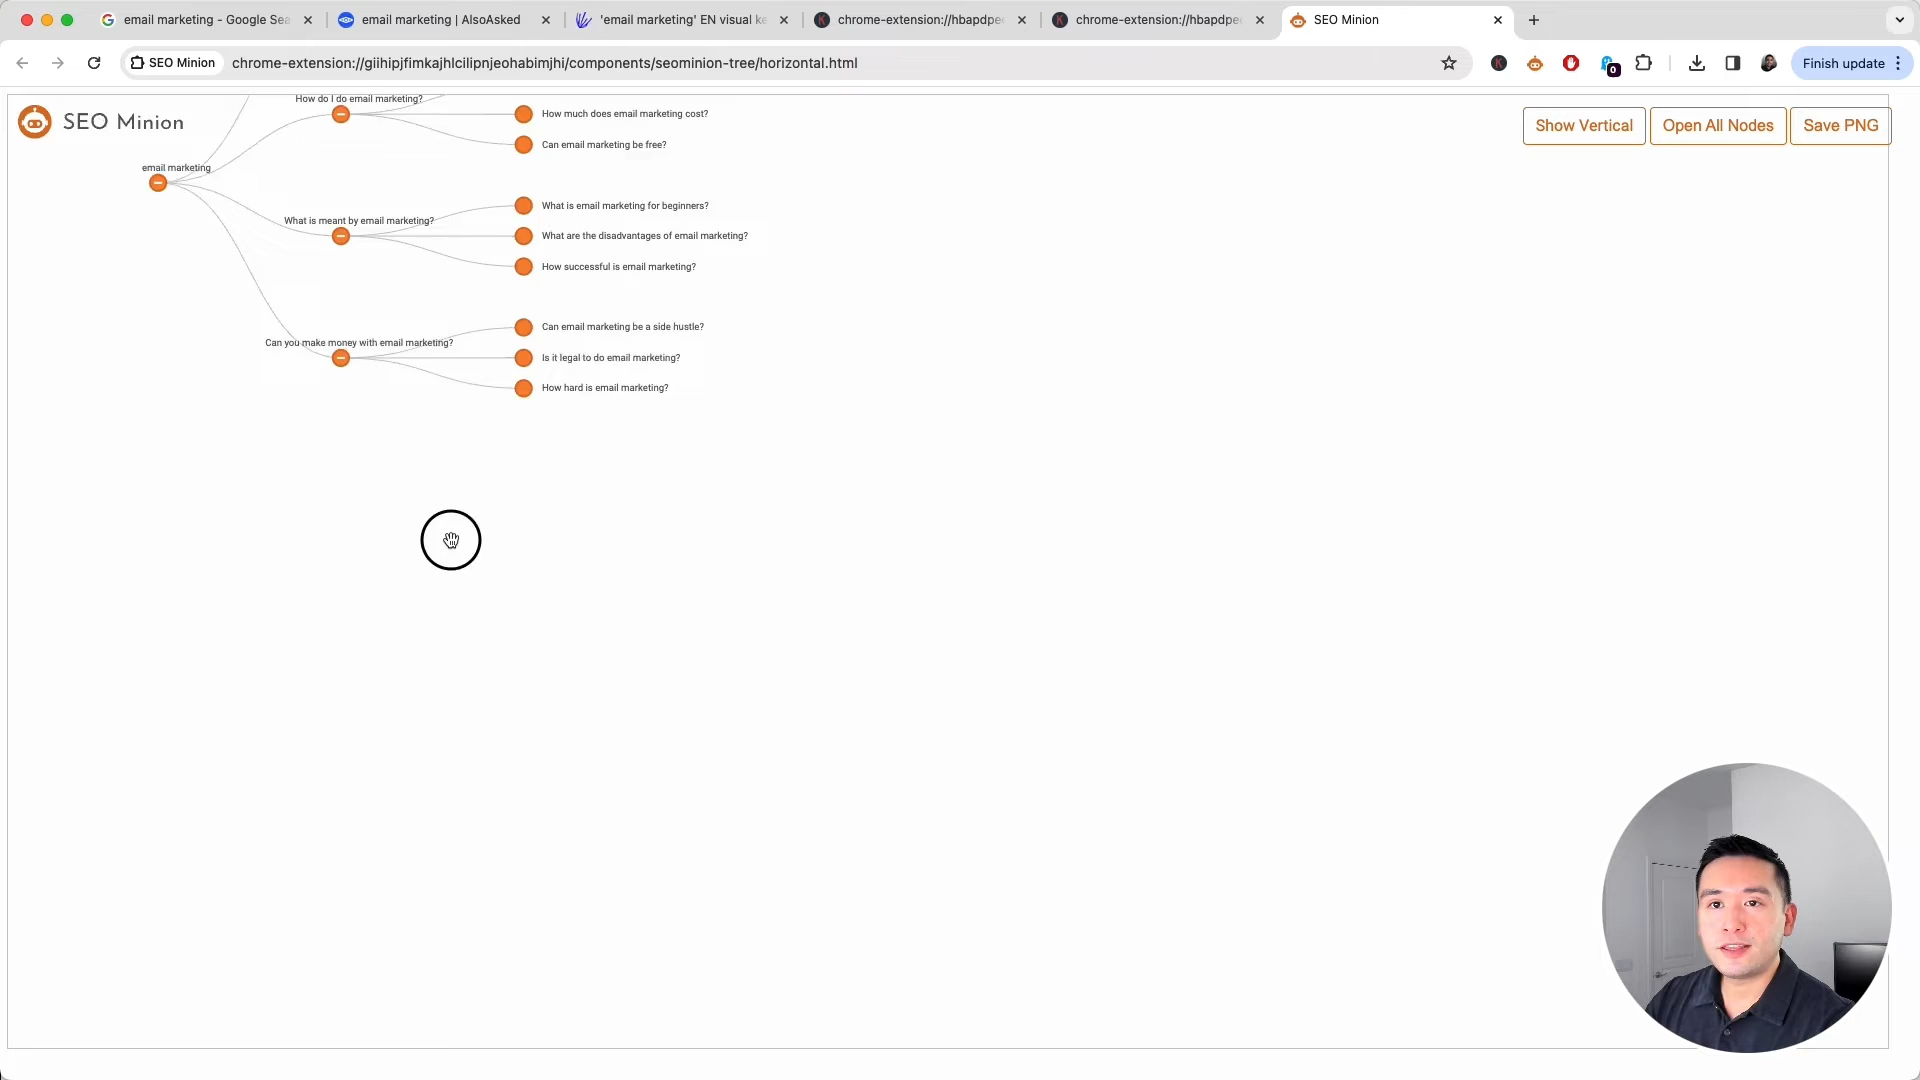 email marketing - Google Sea
email marketing | AlsoAsked
'email marketing' EN visual ke
chrome-extension://hbapdpe
chrome-extension://hbapdpe
SEO Minion
SEO Minion
chrome-extension://giihipjfimkajhlcilipnjeohabimjhi/components/seominion-tree/horizontal.html
0
Finish update
SEO Minion
Show Vertical
Open All Nodes
Save PNG
How do I do email marketing?
How much does email marketing cost?
Can email marketing be free?
email marketing
What is meant by email marketing?
What is email marketing for beginners?
What are the disadvantages of email marketing?
How successful is email marketing?
Can you make money with email marketing?
Can email marketing be a side hustle?
Is it legal to do email marketing?
How hard is email marketing?